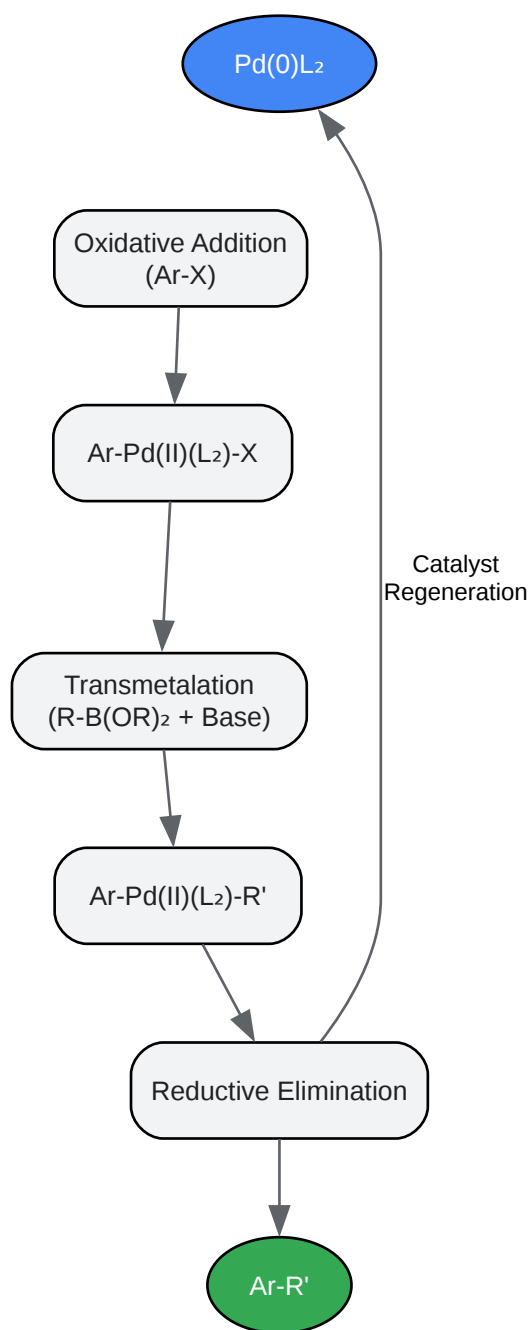 Pd(0)L₂
Oxidative Addition
(Ar-X)
Ar-Pd(II)(L₂)-X
Catalyst
Regeneration
Transmetalation
(R-B(OR)₂ + Base)
Ar-Pd(II)(L₂)-R'
Reductive Elimination
Ar-R'